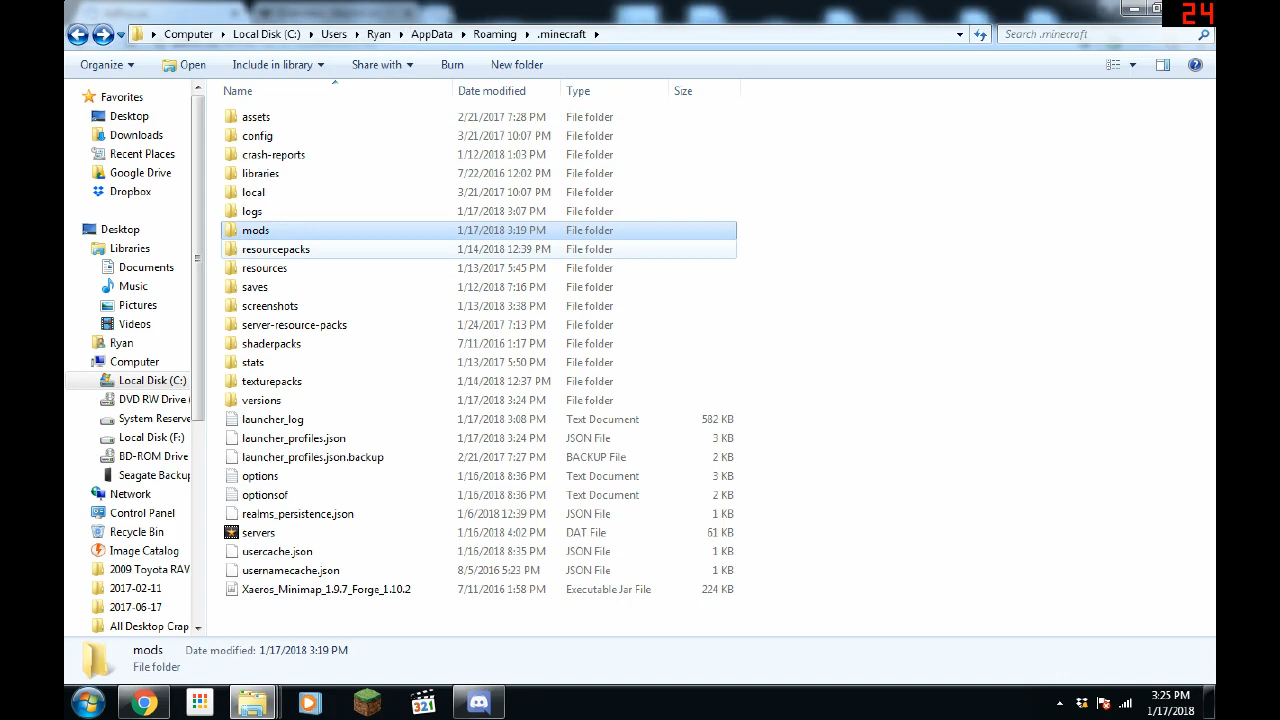 24
Computer Local Disk (C:) Users Ryan AppData Roaming .minecraft Search .minecraft
Organize Open Include in library Share with Burn New folder
Name Date modified Type Size
Favorites
Desktop
Downloads
Recent Places
Google Drive
Dropbox
Desktop
Libraries
Documents
Music
Pictures
Videos
Ryan
Computer
Local Disk (C:)
DVD RW Drive (
System Reserve
Local Disk (F:)
BD-ROM Drive
Seagate Backup
Network
Control Panel
Recycle Bin
Image Catalog
2009 Toyota RAV
2017-02-11
2017-06-17
All Desktop Crap
assets 2/21/2017 7:28 PM File folder
config 3/21/2017 10:07 PM File folder
crash-reports 1/12/2018 1:03 PM File folder
libraries 7/22/2016 12:02 PM File folder
local 3/21/2017 10:07 PM File folder
logs 1/17/2018 3:07 PM File folder
mods 1/17/2018 3:19 PM File folder
resourcepacks 1/14/2018 12:39 PM File folder
resources 1/13/2017 5:45 PM File folder
saves 1/12/2018 7:16 PM File folder
screenshots 1/13/2018 3:38 PM File folder
server-resource-packs 1/24/2017 7:13 PM File folder
shaderpacks 7/11/2016 1:17 PM File folder
stats 1/13/2017 5:50 PM File folder
texturepacks 1/14/2018 12:37 PM File folder
versions 1/17/2018 3:24 PM File folder
launcher_log 1/17/2018 3:08 PM Text Document 582 KB
launcher_profiles.json 1/17/2018 3:24 PM JSON File 3 KB
launcher_profiles.json.backup 2/21/2017 7:27 PM BACKUP File 2 KB
options 1/16/2018 8:36 PM Text Document 3 KB
optionsof 1/16/2018 8:36 PM Text Document 2 KB
realms_persistence.json 1/6/2018 12:39 PM JSON File 1 KB
servers 1/16/2018 4:02 PM DAT File 61 KB
usercache.json 1/16/2018 8:35 PM JSON File 1 KB
usernamecache.json 8/5/2016 5:23 PM JSON File 1 KB
Xaeros_Minimap_1.9.7_Forge_1.10.2 7/11/2016 1:58 PM Executable Jar File 224 KB
mods Date modified: 1/17/2018 3:19 PM
File folder
321
3:25 PM
1/17/2018